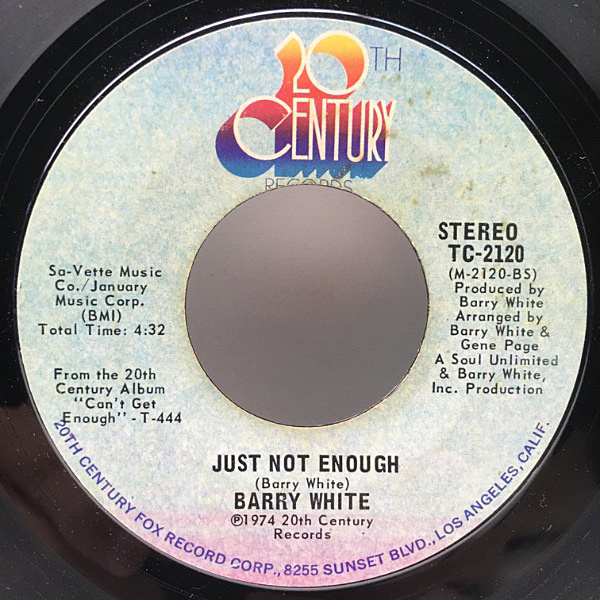 20TH
CENTURY
RECORDS
STEREO
TC-2120
(M-2120-BS)
Produced by
Barry White
Arranged by
Barry White &
Gene Page
A Soul Unlimited
& Barry White,
Inc. Production
Sa-Vette Music
Co./January
Music Corp.
(BMI)
Total Time: 4:32
From the 20th
Century Album
"Can't Get
Enough" - T-444
JUST NOT ENOUGH
(Barry White)
BARRY WHITE
℗1974 20th Century
Records
20TH CENTURY FOX RECORD CORP., 8255 SUNSET BLVD., LOS ANGELES, CALIF.